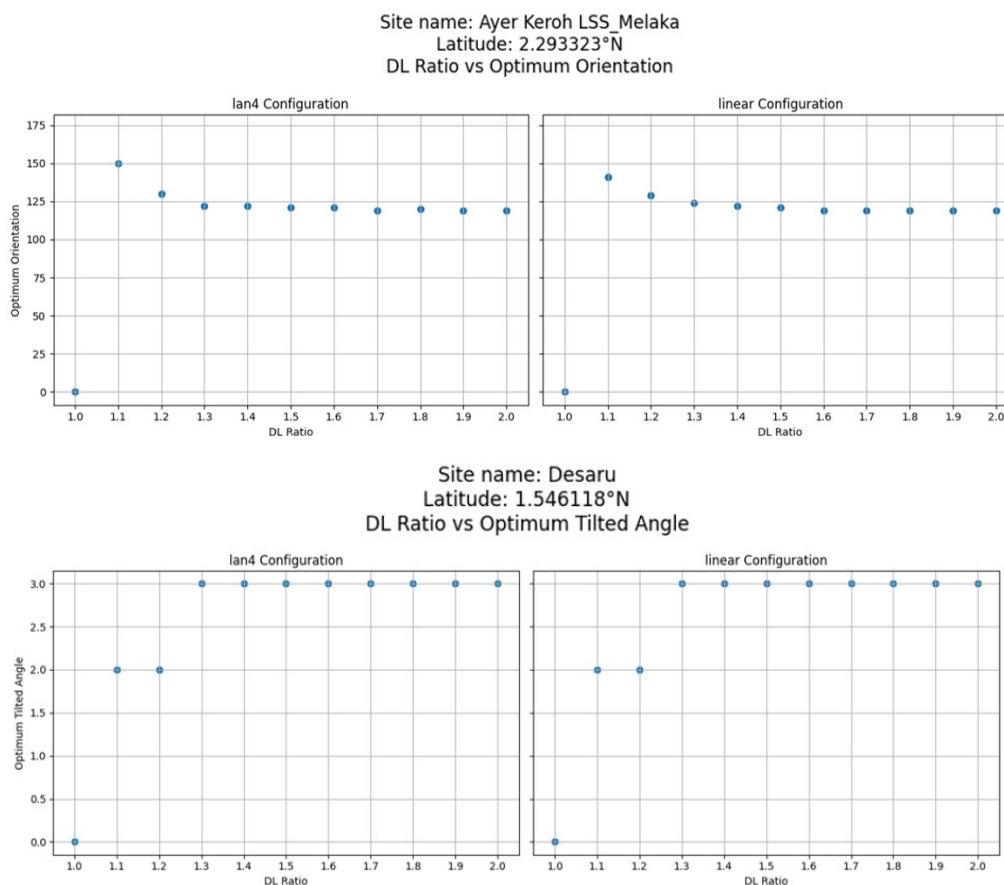 Site name: Ayer Keroh LSS_Melaka
Latitude: 2.293323°N
DL Ratio vs Optimum Orientation
lan4 Configuration
linear Configuration
Optimum Orientation
175
150
125
100
75
50
25
0
1.0 1.1 1.2 1.3 1.4 1.5 1.6 1.7 1.8 1.9 2.0
1.0 1.1 1.2 1.3 1.4 1.5 1.6 1.7 1.8 1.9 2.0
DL Ratio
DL Ratio
Site name: Desaru
Latitude: 1.546118°N
DL Ratio vs Optimum Tilted Angle
lan4 Configuration
linear Configuration
Optimum Tilted Angle
3.0
2.5
2.0
1.5
1.0
0.5
0.0
1.0 1.1 1.2 1.3 1.4 1.5 1.6 1.7 1.8 1.9 2.0
1.0 1.1 1.2 1.3 1.4 1.5 1.6 1.7 1.8 1.9 2.0
DL Ratio
DL Ratio